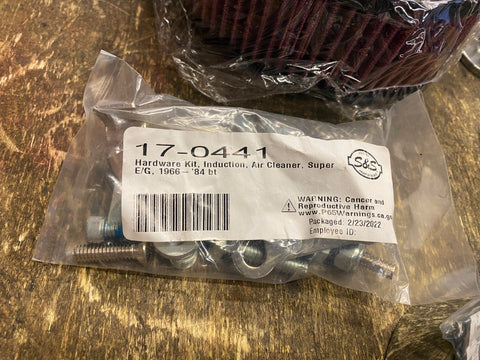 17-0441
Hardware Kit, Induction, Air Cleaner, Super
E/G, 1966 - '84 bt
S&S
WARNING: Cancer and
Reproductive Harm
www.P65Warnings.ca.gov
Packaged: 2/23/2022
Employee ID: